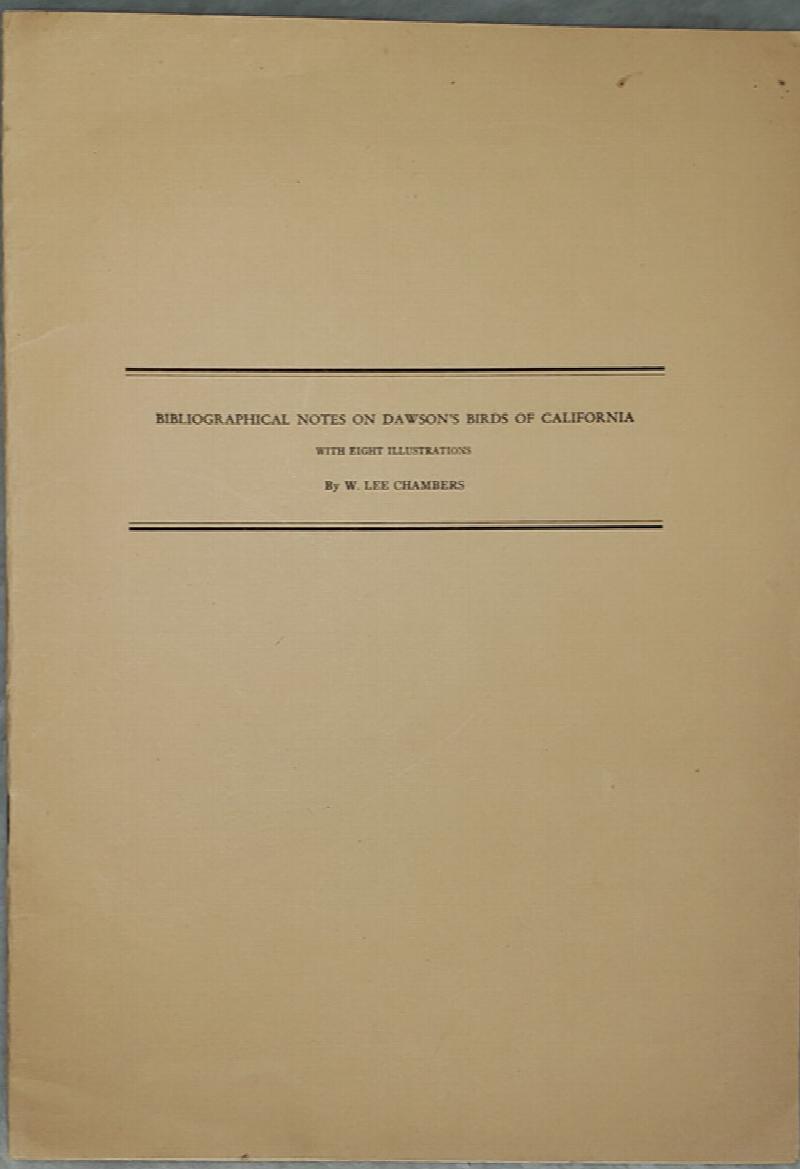 BIBLIOGRAPHICAL NOTES ON DAWSON'S BIRDS OF CALIFORNIA
WITH EIGHT ILLUSTRATIONS
By W. LEE CHAMBERS